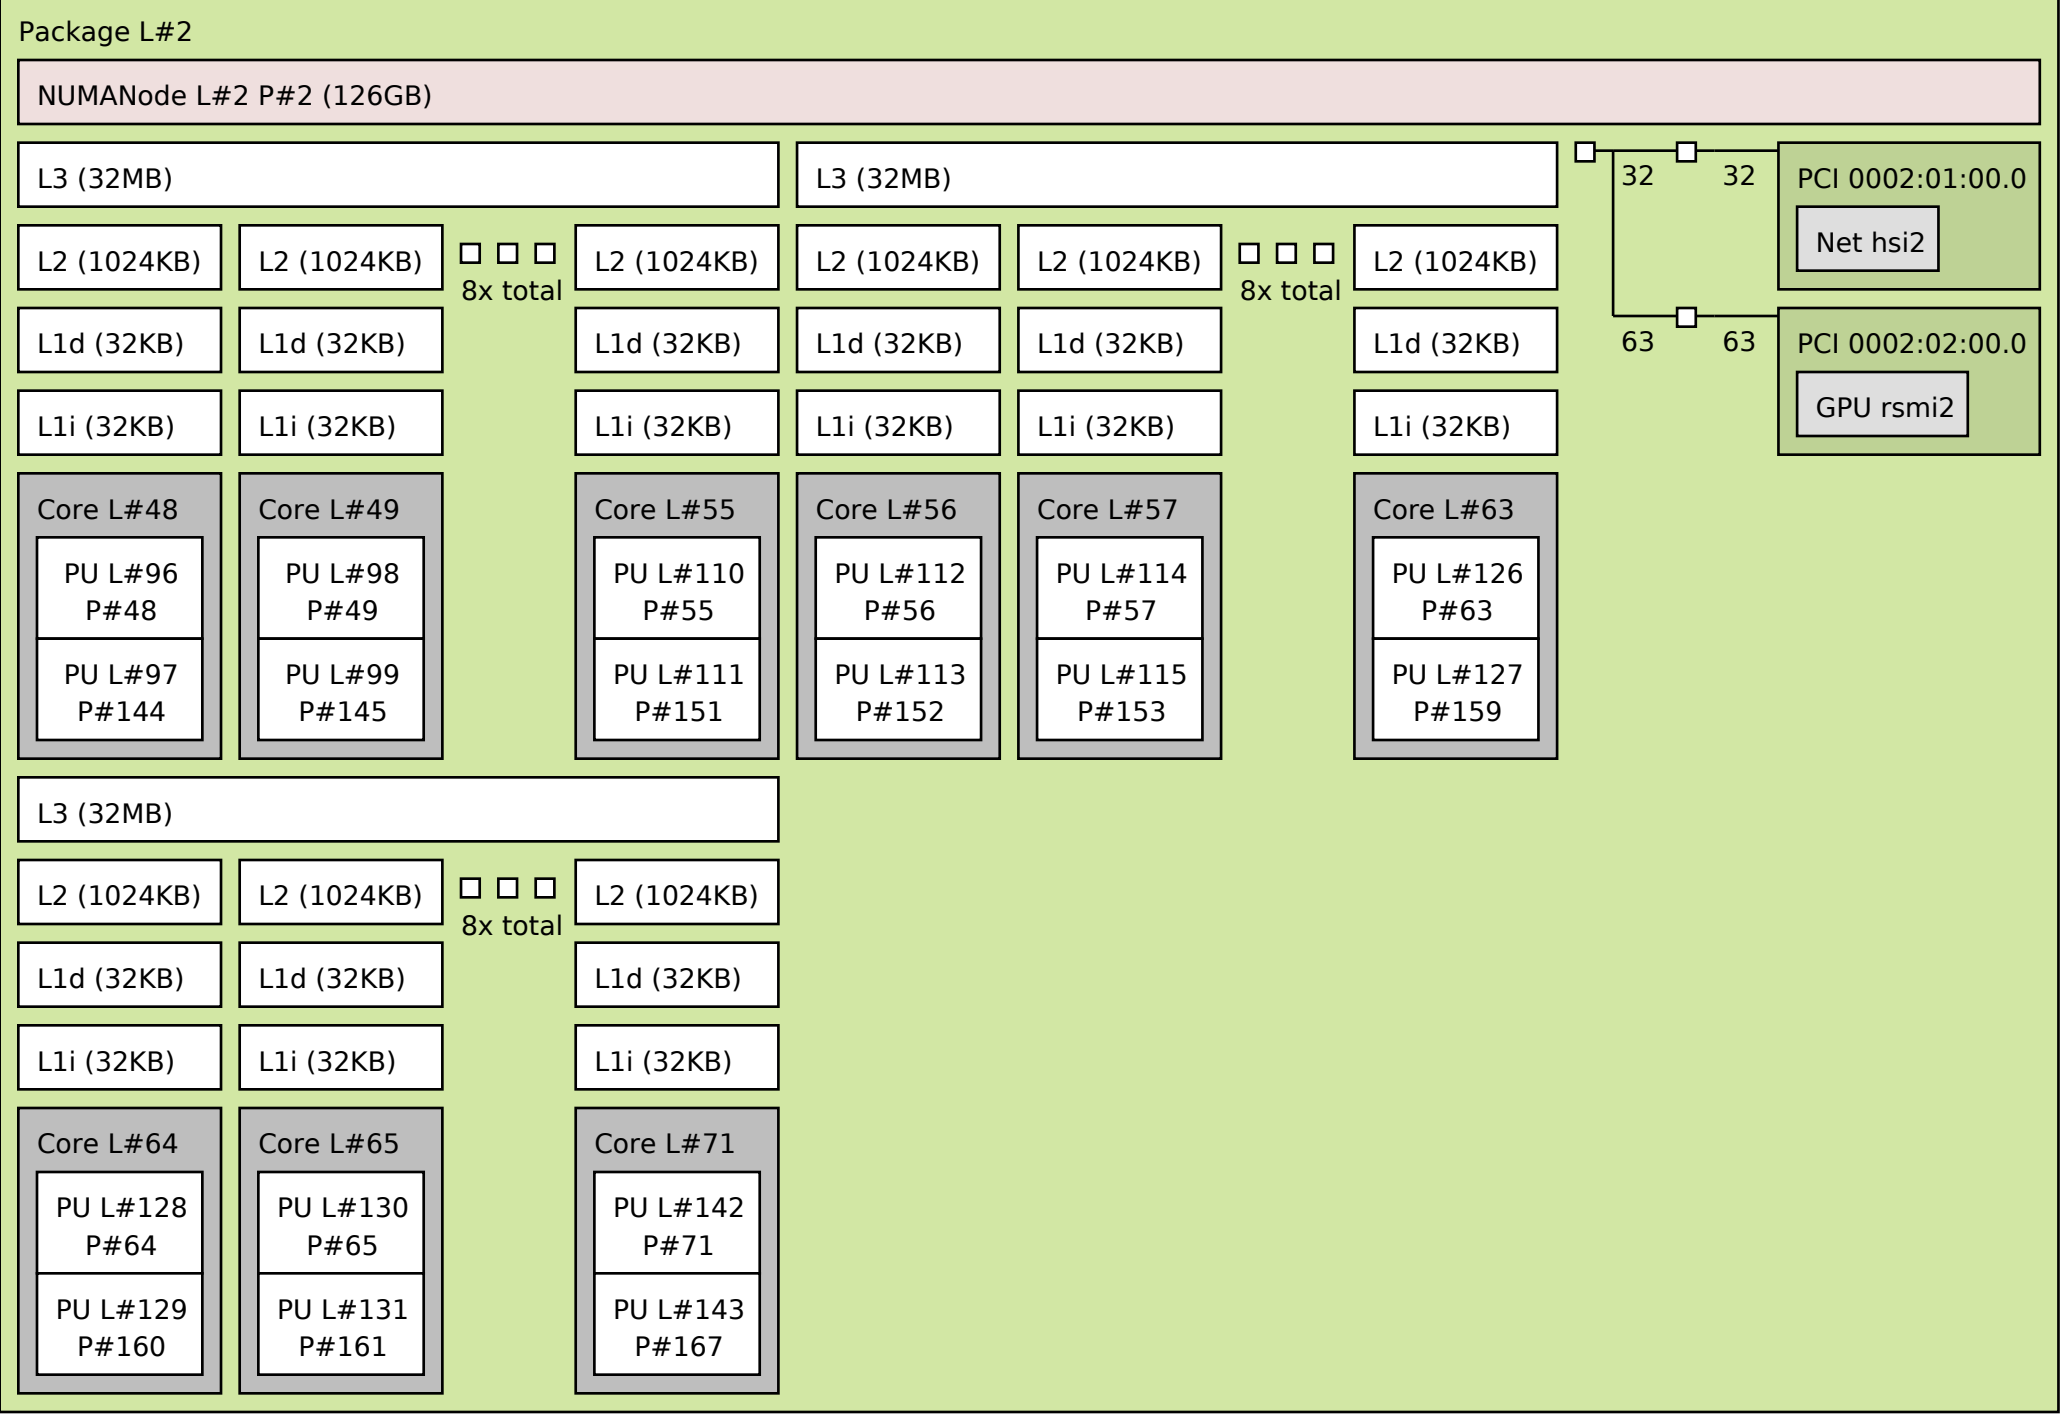 Package L#2
NUMANode L#2 P#2 (126GB)
L3 (32MB)
L3 (32MB)
32
32
PCI 0002:01:00.0
Net hsi2
L2 (1024KB)
L2 (1024KB)
8x total
L2 (1024KB)
L2 (1024KB)
L2 (1024KB)
8x total
L2 (1024KB)
63
63
PCI 0002:02:00.0
GPU rsmi2
L1d (32KB)
L1d (32KB)
L1d (32KB)
L1d (32KB)
L1d (32KB)
L1d (32KB)
L1i (32KB)
L1i (32KB)
L1i (32KB)
L1i (32KB)
L1i (32KB)
L1i (32KB)
Core L#48
PU L#96
P#48
PU L#97
P#144
Core L#49
PU L#98
P#49
PU L#99
P#145
Core L#55
PU L#110
P#55
PU L#111
P#151
Core L#56
PU L#112
P#56
PU L#113
P#152
Core L#57
PU L#114
P#57
PU L#115
P#153
Core L#63
PU L#126
P#63
PU L#127
P#159
L3 (32MB)
L2 (1024KB)
L2 (1024KB)
8x total
L2 (1024KB)
L1d (32KB)
L1d (32KB)
L1d (32KB)
L1i (32KB)
L1i (32KB)
L1i (32KB)
Core L#64
PU L#128
P#64
PU L#129
P#160
Core L#65
PU L#130
P#65
PU L#131
P#161
Core L#71
PU L#142
P#71
PU L#143
P#167